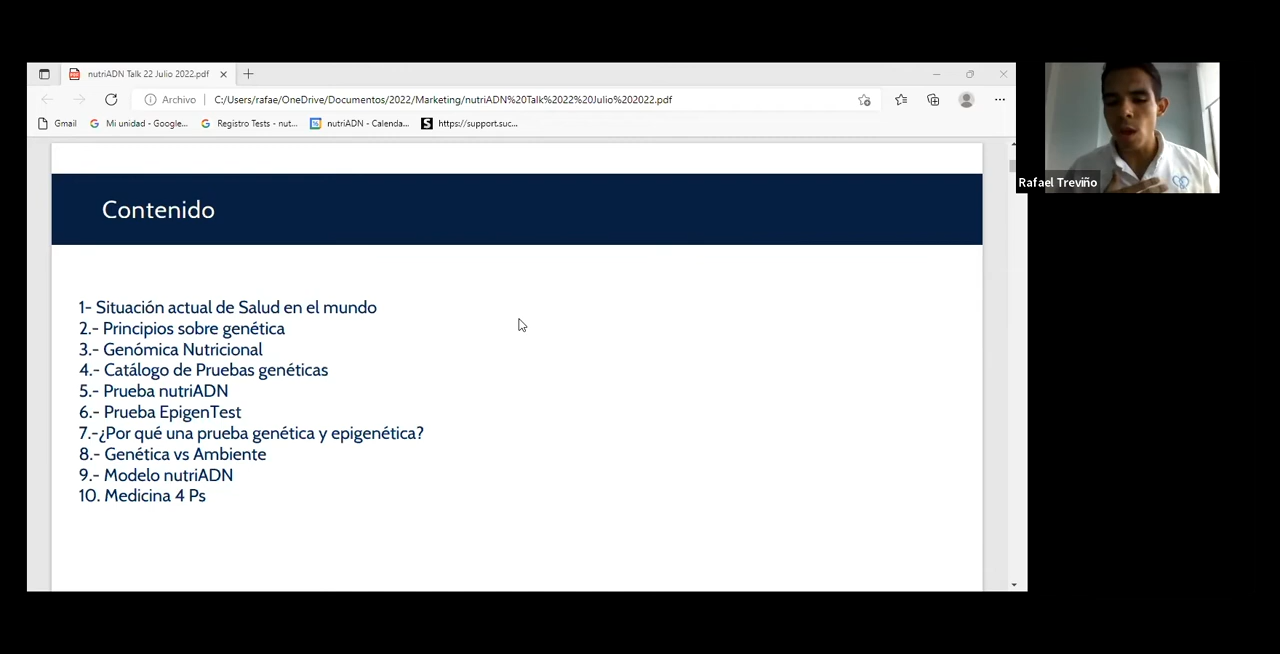 nutriADN Talk 22 Julio 2022.pdf
Archivo
C:/Users/rafae/OneDrive/Documentos/2022/Marketing/nutriADN%20Talk%2022%20Julio%202022.pdf
Gmail
Mi unidad - Google...
Registro Tests - nut...
nutriADN - Calenda...
https://support.suc...
Rafael Treviño
Contenido
1- Situación actual de Salud en el mundo
2.- Principios sobre genética
3.- Genómica Nutricional
4.- Catálogo de Pruebas genéticas
5.- Prueba nutriADN
6.- Prueba EpigenTest
7.-¿Por qué una prueba genética y epigenética?
8.- Genética vs Ambiente
9.- Modelo nutriADN
10. Medicina 4 Ps